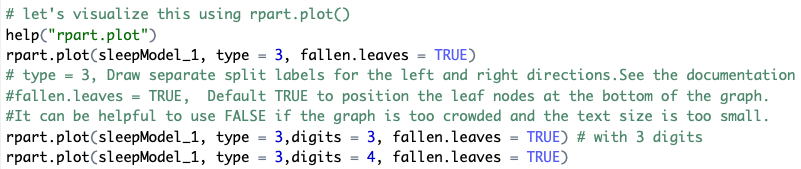 # let's visualize this using rpart.plot()
help("rpart.plot")
rpart.plot(sleepModel_1, type = 3, fallen.leaves = TRUE)
# type = 3, Draw separate split labels for the left and right directions.See the documentation
#fallen.leaves = TRUE,  Default TRUE to position the leaf nodes at the bottom of the graph.
#It can be helpful to use FALSE if the graph is too crowded and the text size is too small.
rpart.plot(sleepModel_1, type = 3,digits = 3, fallen.leaves = TRUE) # with 3 digits
rpart.plot(sleepModel_1, type = 3,digits = 4, fallen.leaves = TRUE)